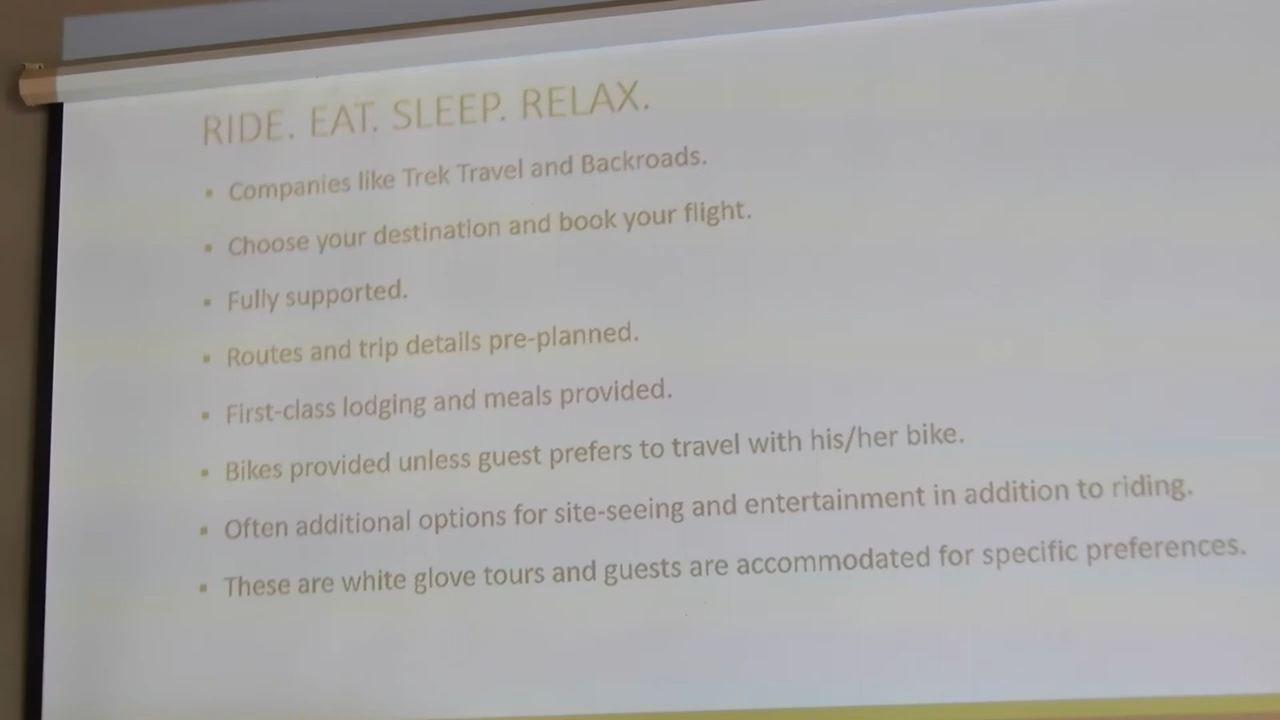 RIDE. EAT. SLEEP. RELAX.
▪ Companies like Trek Travel and Backroads.
▪ Choose your destination and book your flight.
▪ Fully supported.
▪ Routes and trip details pre-planned.
▪ First-class lodging and meals provided.
▪ Bikes provided unless guest prefers to travel with his/her bike.
▪ Often additional options for site-seeing and entertainment in addition to riding.
▪ These are white glove tours and guests are accommodated for specific preferences.